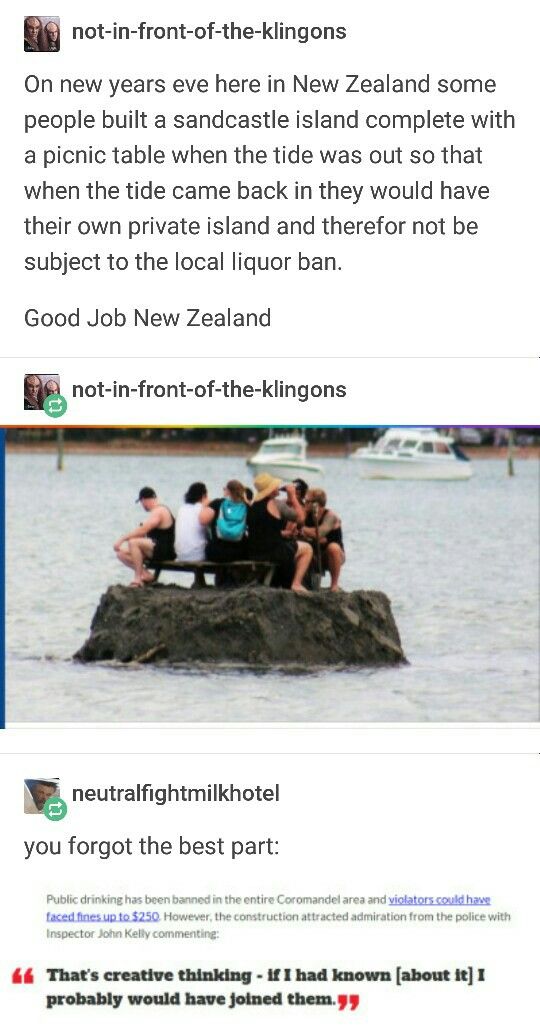 not-in-front-of-the-klingons
On new years eve here in New Zealand some
people built a sandcastle island complete with
a picnic table when the tide was out so that
when the tide came back in they would have
their own private island and therefor not be
subject to the local liquor ban.
Good Job New Zealand
not-in-front-of-the-klingons
neutralfightmilkhotel
you forgot the best part:
Public drinking has been banned in the entire Coromandel area and violators could have
faced fines up to $250. However, the construction attracted admiration from the police with
Inspector John Kelly commenting:
“ That's creative thinking - if I had known [about it] I
probably would have joined them.”